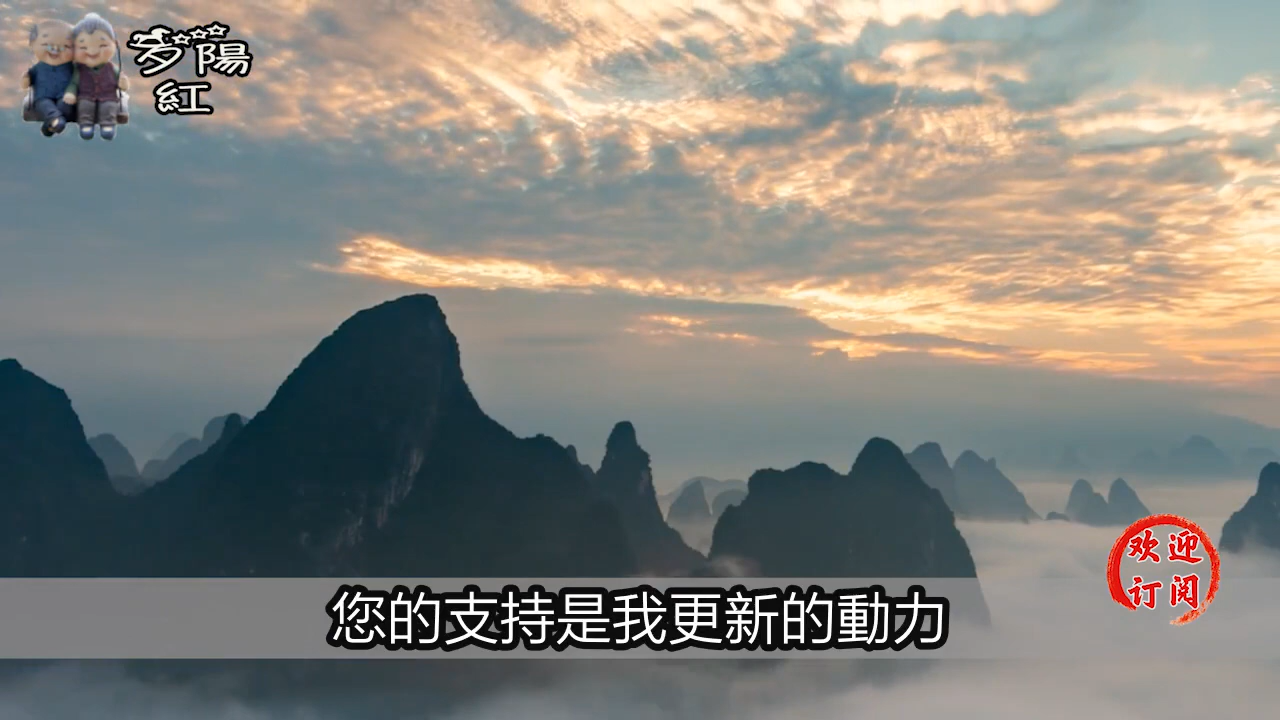 夕陽
紅
欢迎
订阅
您的支持是我更新的動力